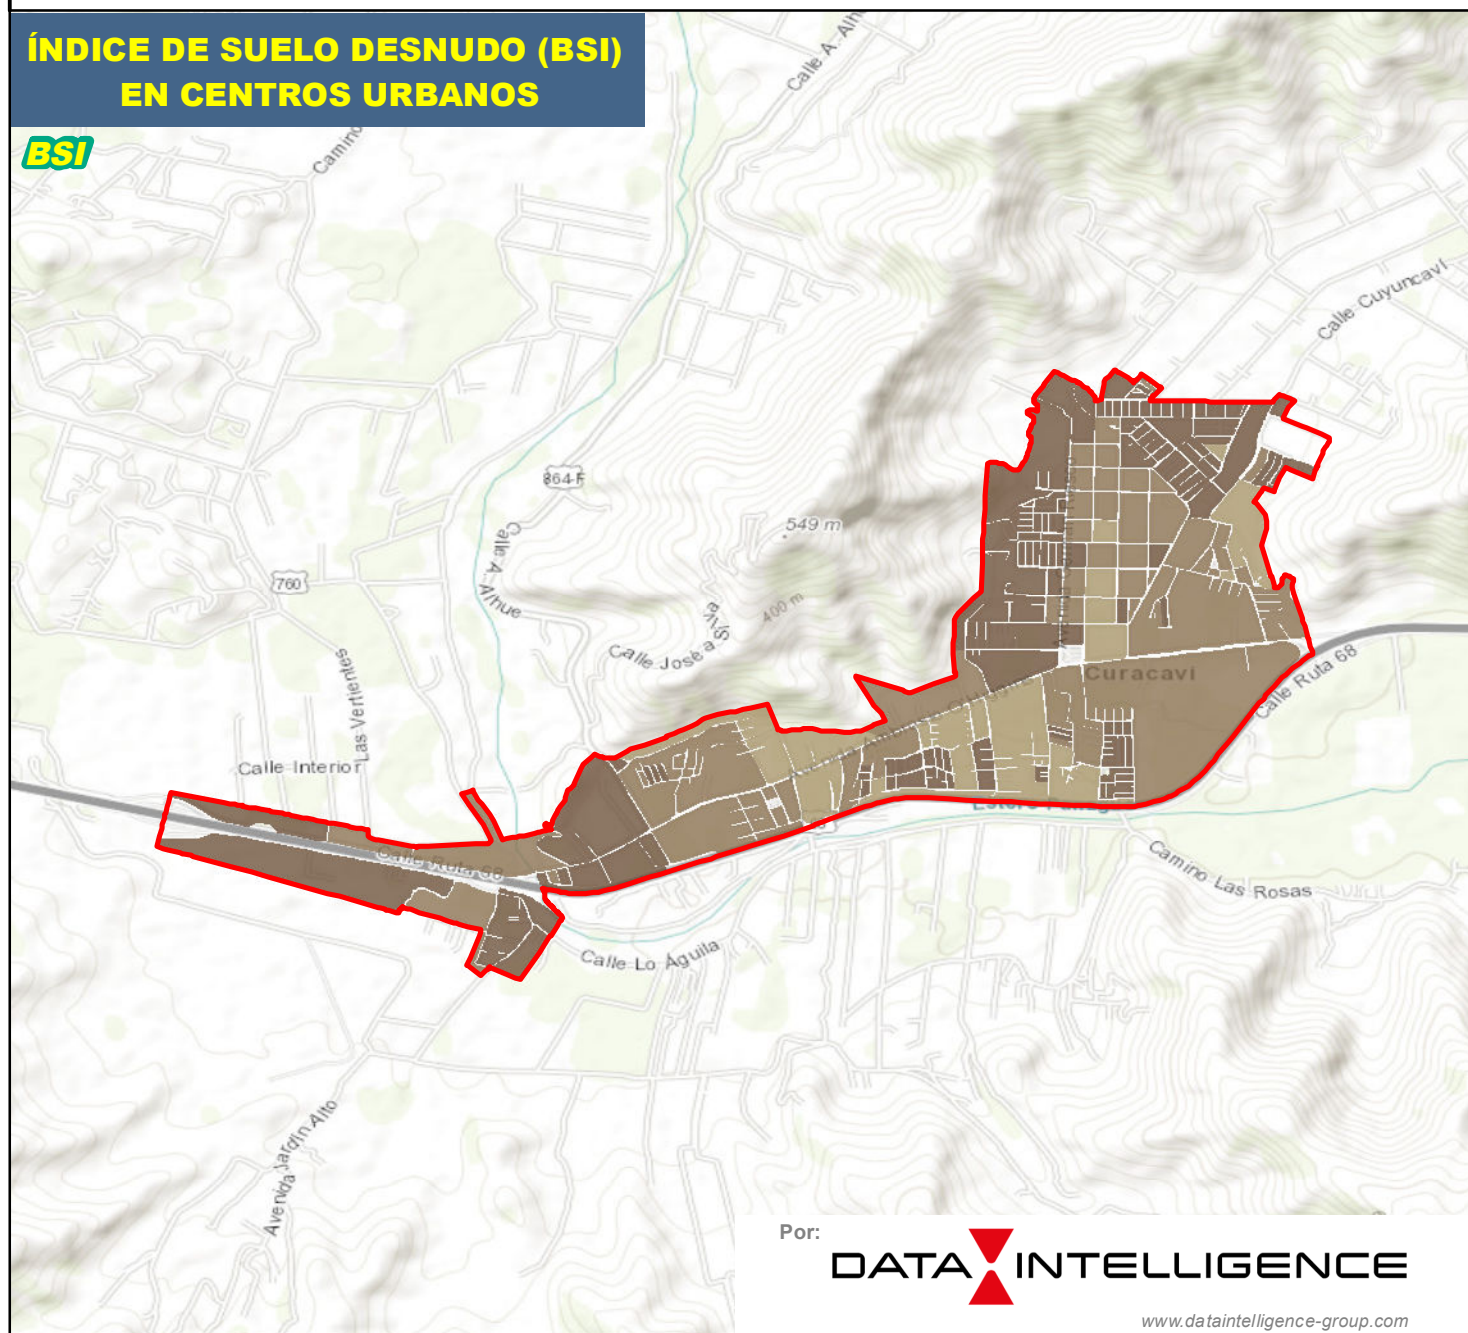 ÍNDICE DE SUELO DESNUDO (BSI)
EN CENTROS URBANOS
BSI
Calle A. Alh
Camino
Calle Cuyuncaví
864-F
549 m
Calle A. Alhue
760
400 m
Calle José a Silva
Las Vertientes
Calle Interior
Curacaví
Calle Ruta 68
Calle Ruta 68
Camino Las Rosas
Calle Lo Águila
Avenida Jardín Alto
Por:
DATA INTELLIGENCE
www.dataintelligence-group.com